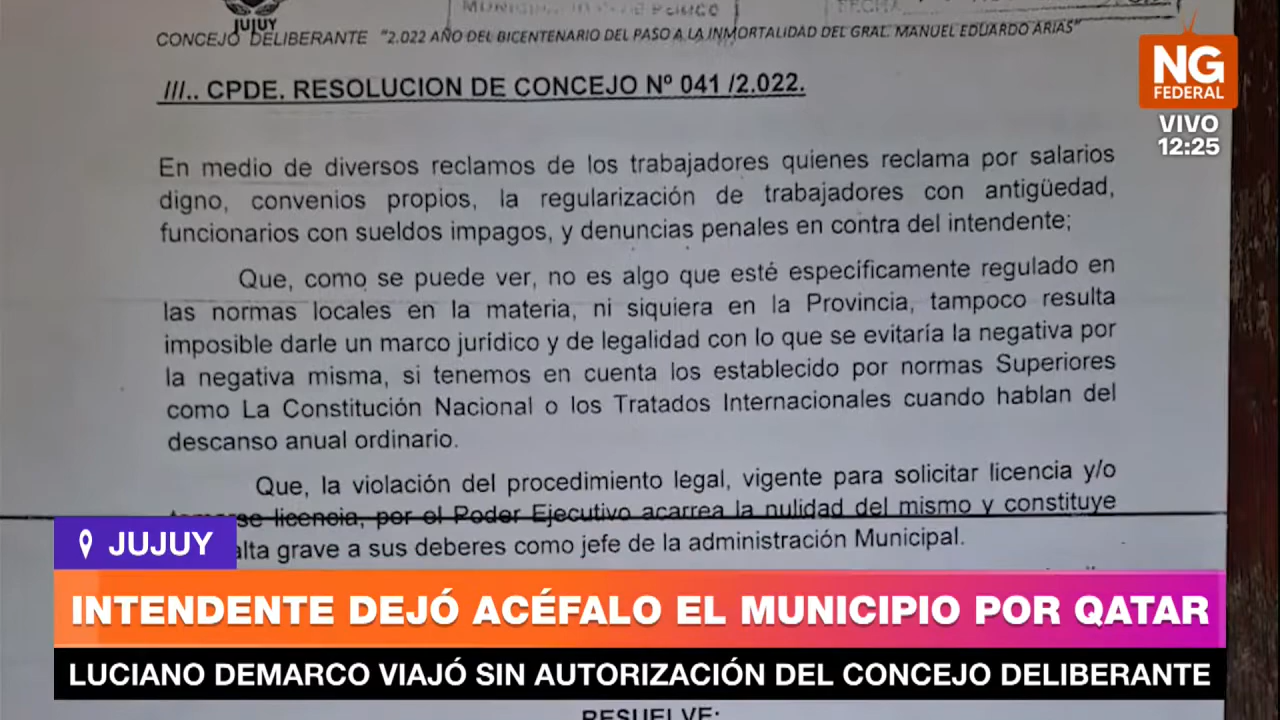 JUJUY
CONCEJO DELIBERANTE "2.022 AÑO DEL BICENTENARIO DEL PASO A LA INMORTALIDAD DEL GRAL. MANUEL EDUARDO ARIAS"
///.. CPDE. RESOLUCION DE CONCEJO Nº 041 /2.022.
En medio de diversos reclamos de los trabajadores quienes reclama por salarios
digno, convenios propios, la regularización de trabajadores con antigüedad,
funcionarios con sueldos impagos, y denuncias penales en contra del intendente;
Que, como se puede ver, no es algo que esté específicamente regulado en
las normas locales en la materia, ni siquiera en la Provincia, tampoco resulta
imposible darle un marco jurídico y de legalidad con lo que se evitaría la negativa por
la negativa misma, si tenemos en cuenta los establecido por normas Superiores
como La Constitución Nacional o los Tratados Internacionales cuando hablan del
descanso anual ordinario.
Que, la violación del procedimiento legal, vigente para solicitar licencia y/o
licencia, por el Poder Ejecutivo acarrea la nulidad del mismo y constituye
grave a sus deberes como jefe de la administración Municipal.
RESUELVE:
NG
FEDERAL
VIVO
12:25
JUJUY
INTENDENTE DEJÓ ACÉFALO EL MUNICIPIO POR QATAR
LUCIANO DEMARCO VIAJÓ SIN AUTORIZACIÓN DEL CONCEJO DELIBERANTE